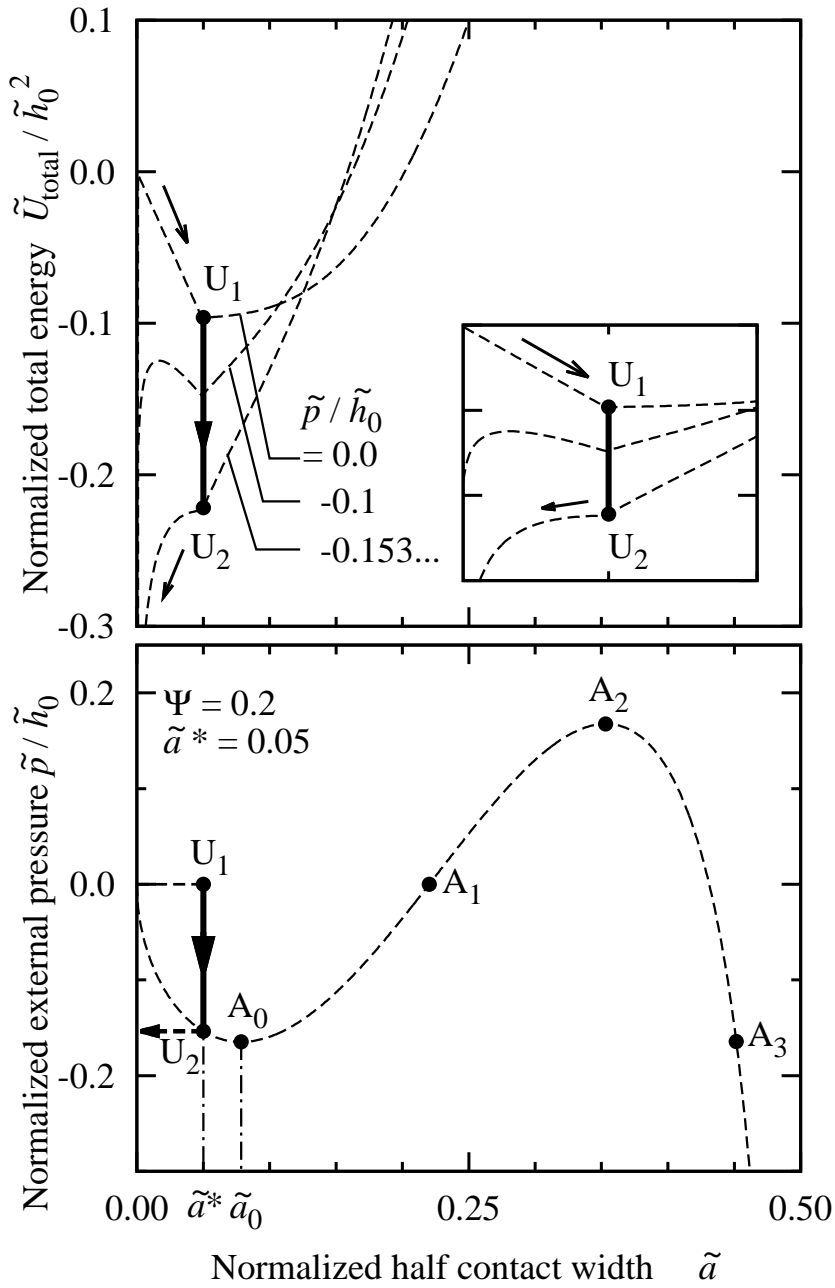 Normalized total energy Ũ_total / h̃₀²
0.1
0.0
-0.1
-0.2
-0.3
U₁
U₂
p̃ / h̃₀
= 0.0
-0.1
-0.153...
U₁
U₂
Normalized external pressure p̃ / h̃₀
0.2
0.0
-0.2
Ψ = 0.2
ã* = 0.05
U₁
U₂
A₀
A₁
A₂
A₃
0.00 ã* ã₀ 0.25 0.50
Normalized half contact width ã